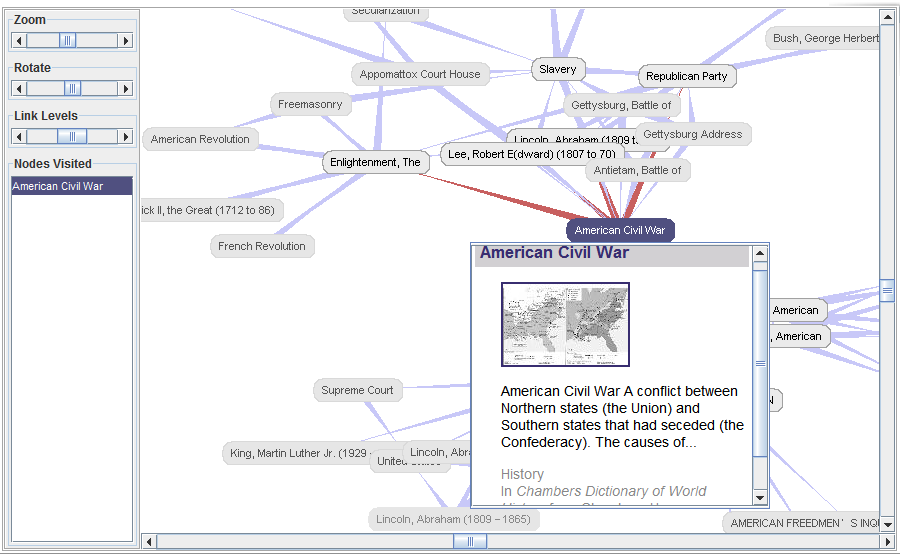 Zoom
Rotate
Link Levels
Nodes Visited
American Civil War
Secularization
Bush, George Herbert
Slavery
Appomattox Court House
Republican Party
Freemasonry
Gettysburg, Battle of
American Revolution
Lincoln, Abraham (1809 t
Gettysburg Address
Enlightenment, The
Lee, Robert E(dward) (1807 to 70)
Antietam, Battle of
ick II, the Great (1712 to 86)
American Civil War
French Revolution
American Civil War
American
, American
American Civil War A conflict between
Northern states (the Union) and
Southern states that had seceded (the
Confederacy). The causes of...
Supreme Court
King, Martin Luther Jr. (1929
Lincoln, Abra
United
History
In Chambers Dictionary of World
Lincoln, Abraham (1809 – 1865)
AMERICAN FREEDMEN'S INQU